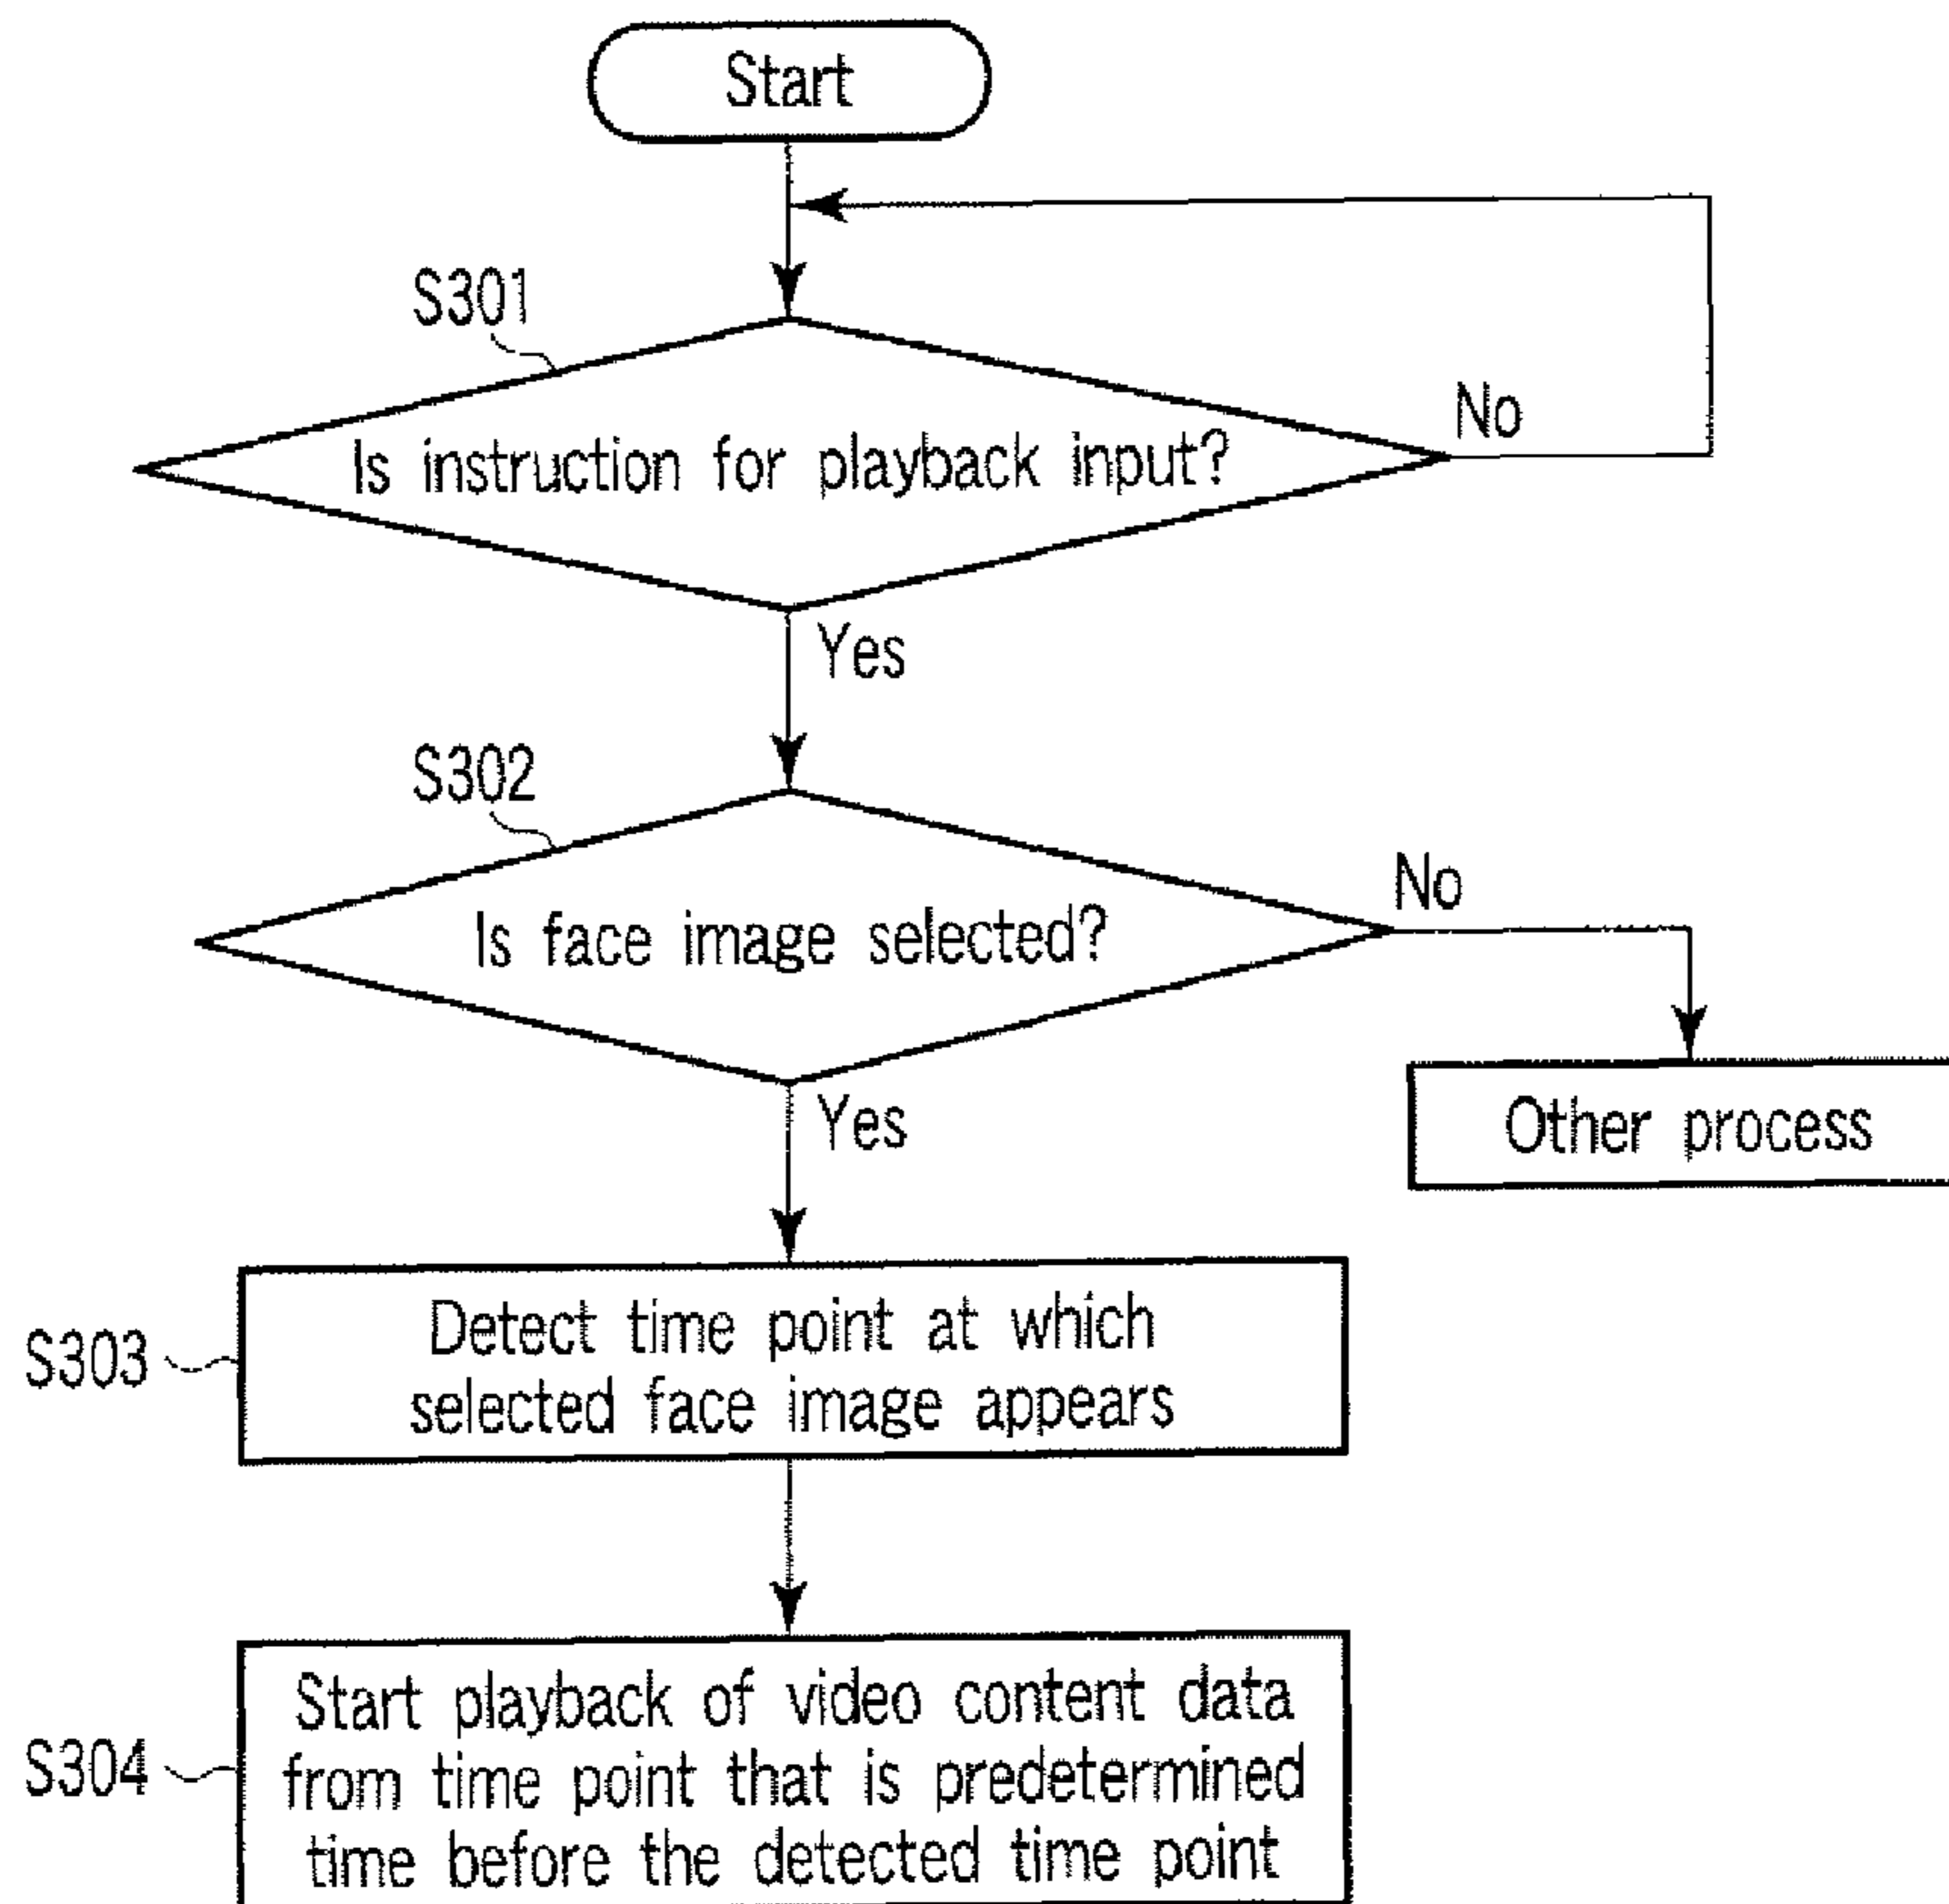 Start
S301
Is instruction for playback input?
No
Yes
S302
Is face image selected?
No
Yes
Other process
S303
Detect time point at which
selected face image appears
S304
Start playback of video content data
from time point that is predetermined
time before the detected time point